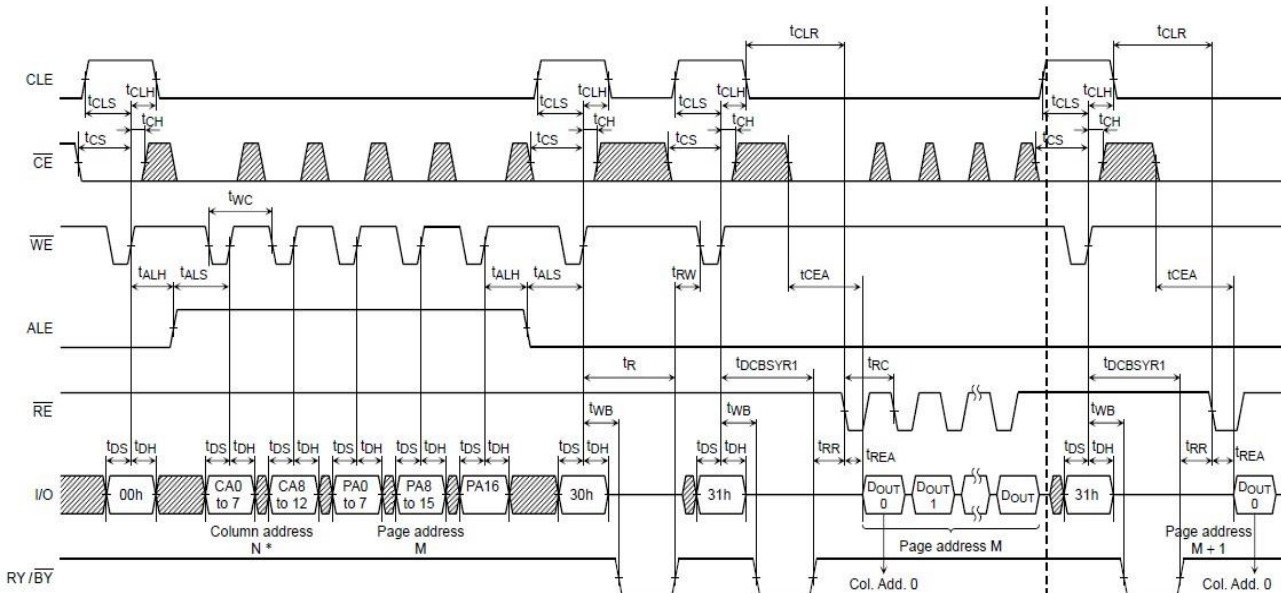 tCLR tCLR
CLE
tCLH tCLH tCLH tCLH
tCLS tCLS tCLS tCLS
tCH tCH tCH tCH
tCS tCS tCS tCS
CE
tWC
WE
tALH tALS tALH tALS tRW tCEA tCEA
ALE
tR tDCBSYR1 tRC tDCBSYR1
RE
tWB tWB tWB
tDS tDH tDS tDH tDS tDH tDS tDH tDS tDH tDS tDH tDS tDH tDS tDH tRR tREA tDS tDH tRR tREA
I/O 00h CA0 to 7 CA8 to 12 PA0 to 7 PA8 to 15 PA16 30h 31h DOUT 0 DOUT 1 DOUT 31h DOUT 0
Column address N * Page address M Page address M Page address M + 1
RY/BY Col. Add. 0 Col. Add. 0